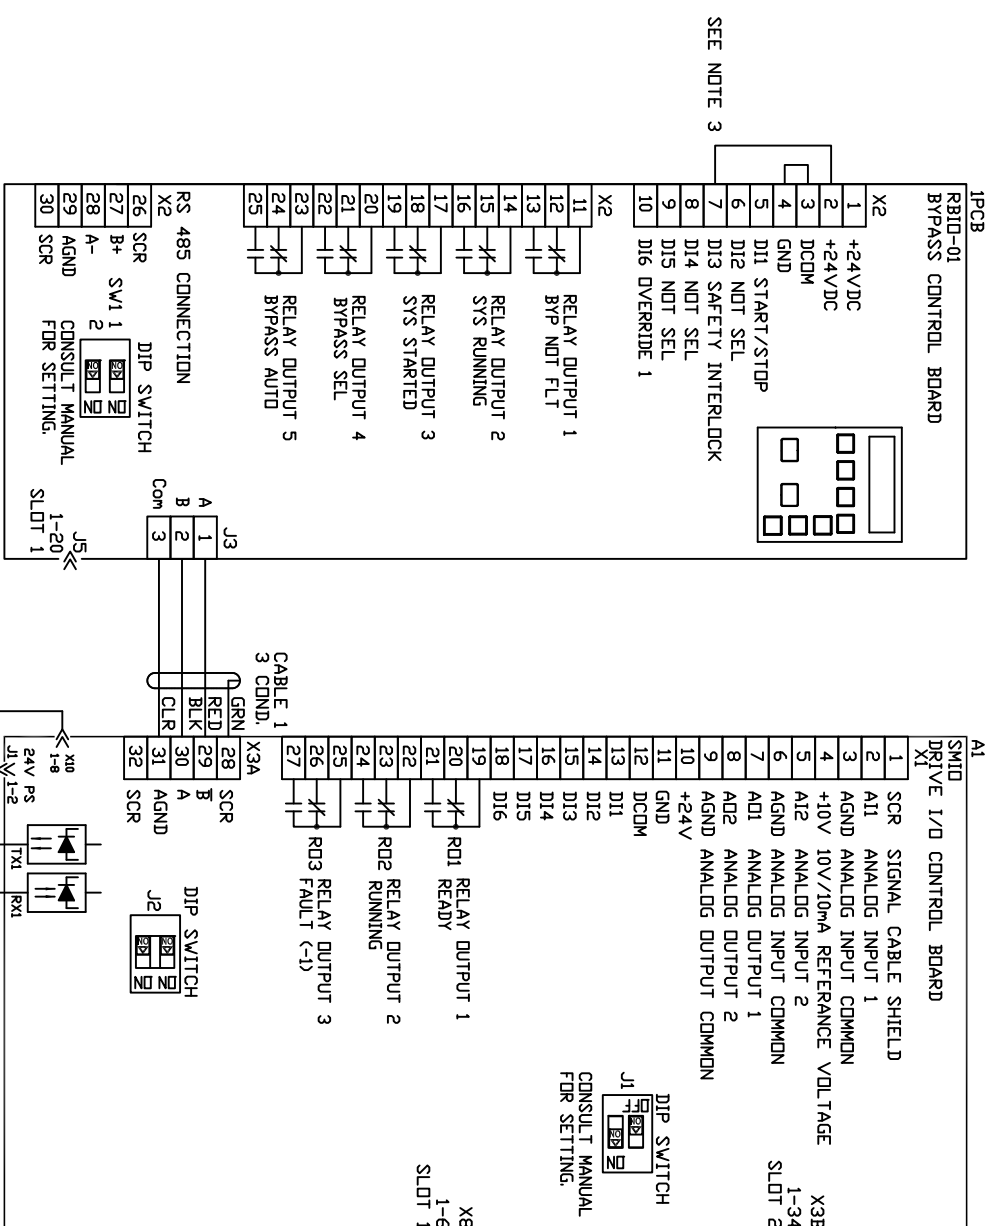 SEE NOTE 3
1PCB
RBIO-01
BYPASS CONTROL BOARD
X2
1 +24VDC
2 +24VDC
3 DCOM
4 GND
5 DI1 START/STOP
6 DI2 NOT SEL
7 DI3 SAFETY INTERLOCK
8 DI4 NOT SEL
9 DI5 NOT SEL
10 DI6 OVERRIDE 1
X2
11
12
13
RELAY OUTPUT 1
BYP NOT FLT
14
15
16
RELAY OUTPUT 2
SYS RUNNING
17
18
19
RELAY OUTPUT 3
SYS STARTED
20
21
22
RELAY OUTPUT 4
BYPASS SEL
23
24
25
RELAY OUTPUT 5
BYPASS AUTO
RS 485 CONNECTION
X2
26 SCR
27 B+
28 A-
29 AGND
30 SCR
DIP SWITCH
SW1 1
2
NO
NO
ON
ON
CONSULT MANUAL
FOR SETTING.
J3
A 1
B 2
Com 3
J5
1-20
SLOT 1
CABLE 1
3 COND.
GRN
RED
BLK
CLR
A1
SMIO
DRIVE I/O CONTROL BOARD
X1
1 SCR SIGNAL CABLE SHIELD
2 AI1 ANALOG INPUT 1
3 AGND ANALOG INPUT COMMON
4 +10V 10V/10mA REFERANCE VOLTAGE
5 AI2 ANALOG INPUT 2
6 AGND ANALOG INPUT COMMON
7 AO1 ANALOG OUTPUT 1
8 AO2 ANALOG OUTPUT 2
9 AGND ANALOG OUTPUT COMMON
10 +24V
11 GND
12 DCOM
13 DI1
14 DI2
15 DI3
16 DI4
17 DI5
18 DI6
19
20
21
RO1 RELAY OUTPUT 1
READY
22
23
24
RO2 RELAY OUTPUT 2
RUNNING
25
26
27
RO3 RELAY OUTPUT 3
FAULT (-1)
X3A
28 SCR
29 B
30 A
31 AGND
32 SCR
DIP SWITCH
J2
NO
NO
ON
ON
DIP SWITCH
J1
OFF
NO
NO
ON
CONSULT MANUAL
FOR SETTING.
X3B
1-34
SLOT 2
X8
1-6
SLOT 1
X10
1-8
24V PS
J1 1-2
TX1
RX1